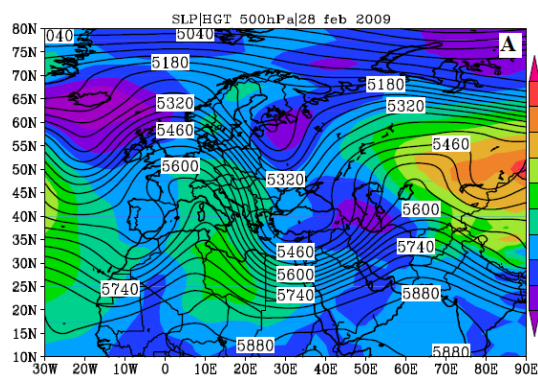 SLP|HGT 500hPa|28 feb 2009
80N
A
5040
040
75N
5180
5180
70N
65N
5320
5320
60N
5460
5460
55N
5600
50N
5320
45N
5600
40N
35N
5460
5740
30N
5600
25N
5740
5740
5880
20N
15N
5880
5880
10N
30W 20W 10W 0 10E 20E 30E 40E 50E 60E 70E 80E 90E